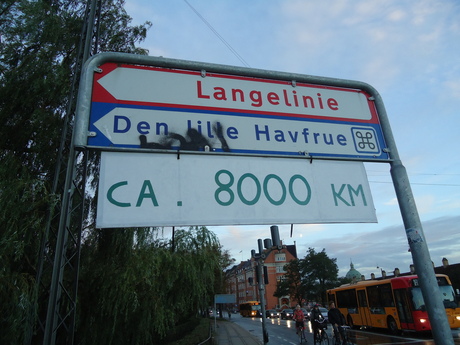 Langelinie
Den lille Havfrue
CA. 8000 KM